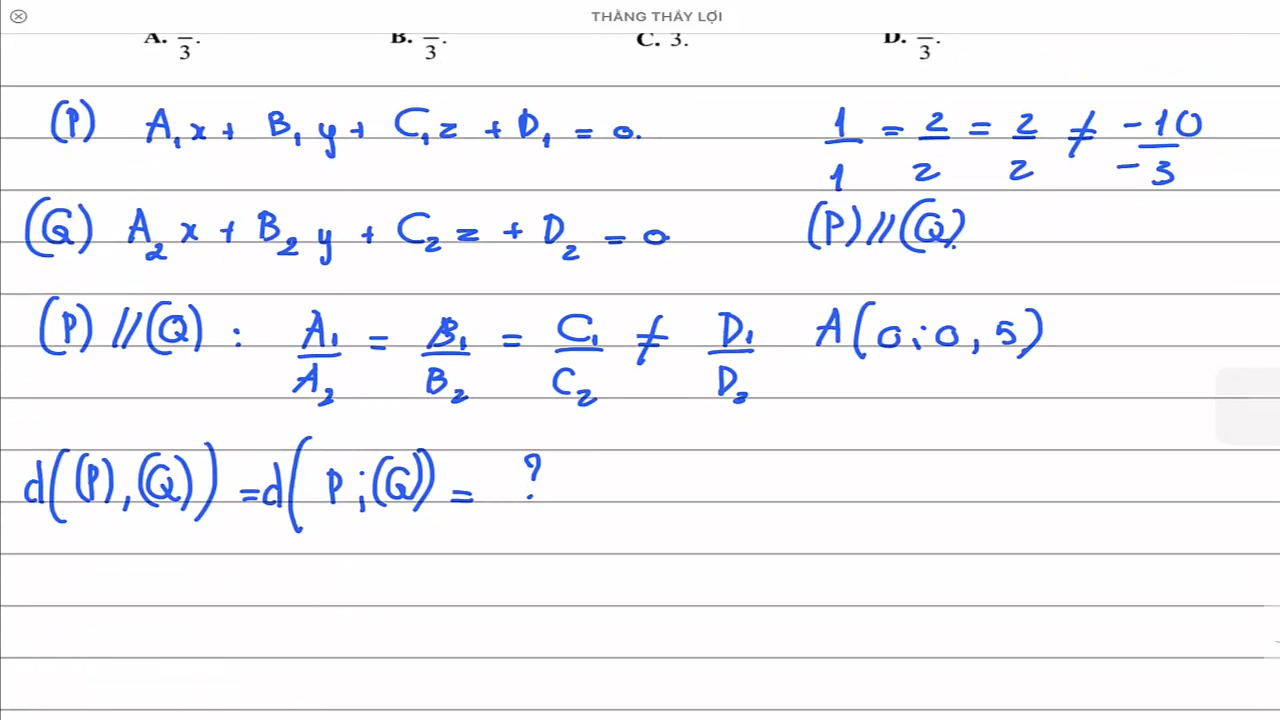 THẦNG THẦY LỢI
A. 3. B. 3. C. 3. D. 3.
(P) A₁x + B₁y + C₁z + D₁ = 0. 1/1 = 2/2 = 2/2 ≠ -10/-3
(Q) A₂x + B₂y + C₂z + D₂ = 0 (P) // (Q).
(P) // (Q) : A₁/A₂ = B₁/B₂ = C₁/C₂ ≠ D₁/D₂ A(0;0,5)
d((P),(Q)) = d(P;(Q)) = ?